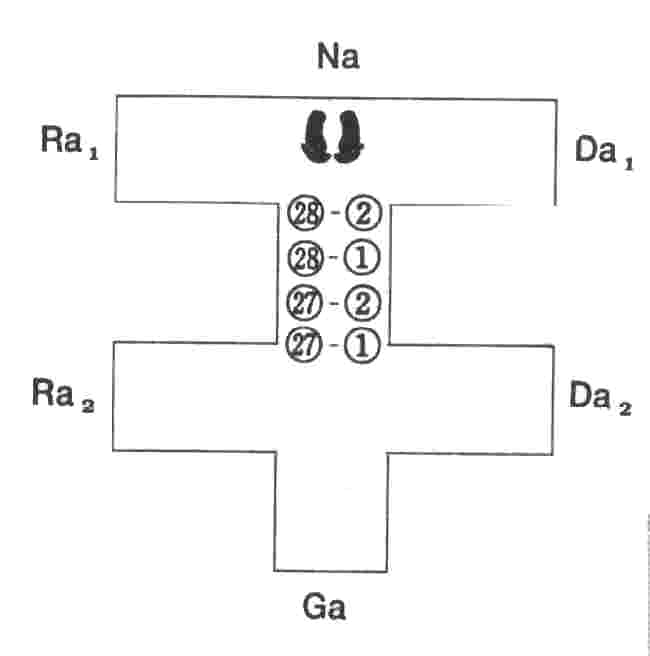 Na
Ra₁
Da₁
㉘-②
㉘-①
㉗-②
㉗-①
Ra₂
Da₂
Ga